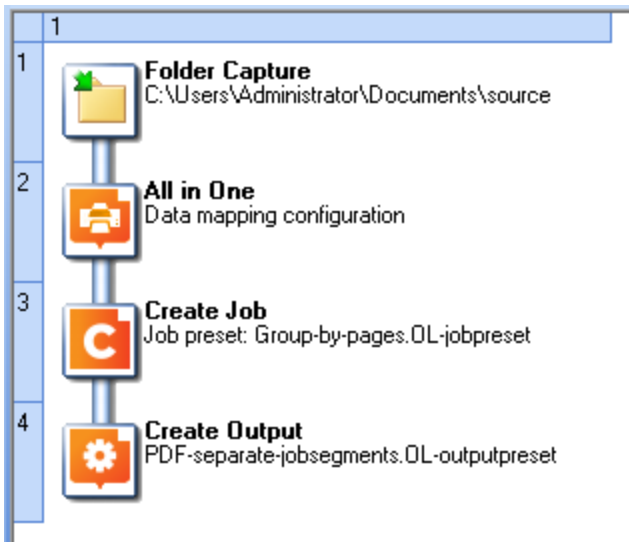 1
1
Folder Capture
C:\Users\Administrator\Documents\source
2
All in One
Data mapping configuration
3
Create Job
Job preset: Group-by-pages.OL-jobpreset
C
4
Create Output
PDF-separate-jobsegments.OL-outputpreset